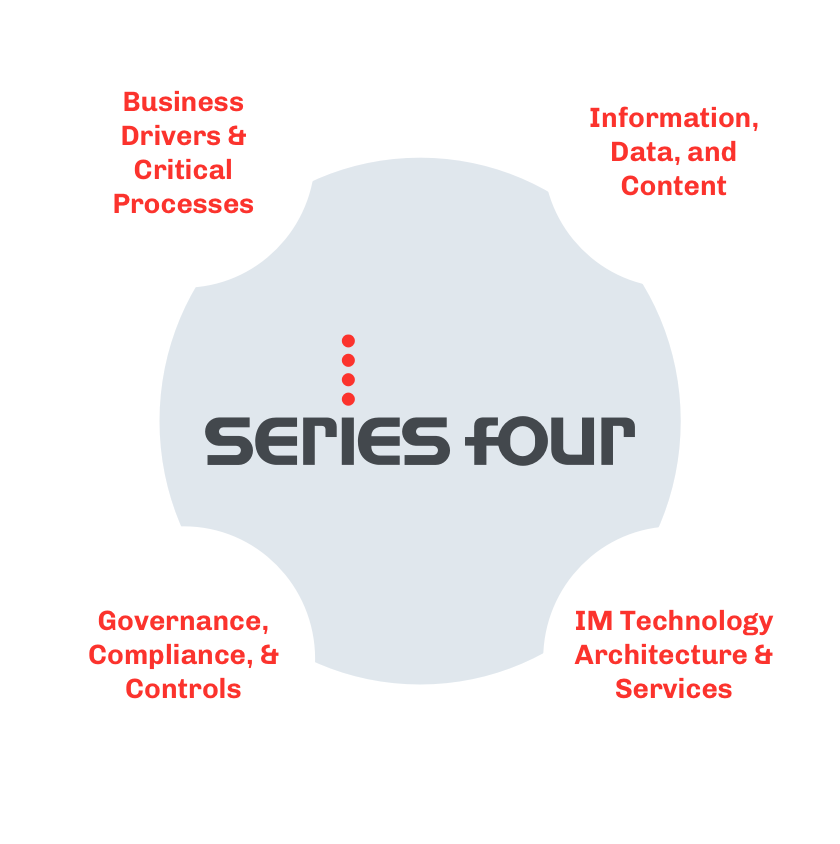 Business
Drivers &
Critical
Processes
Information,
Data, and
Content
series four
Governance,
Compliance, &
Controls
IM Technology
Architecture &
Services